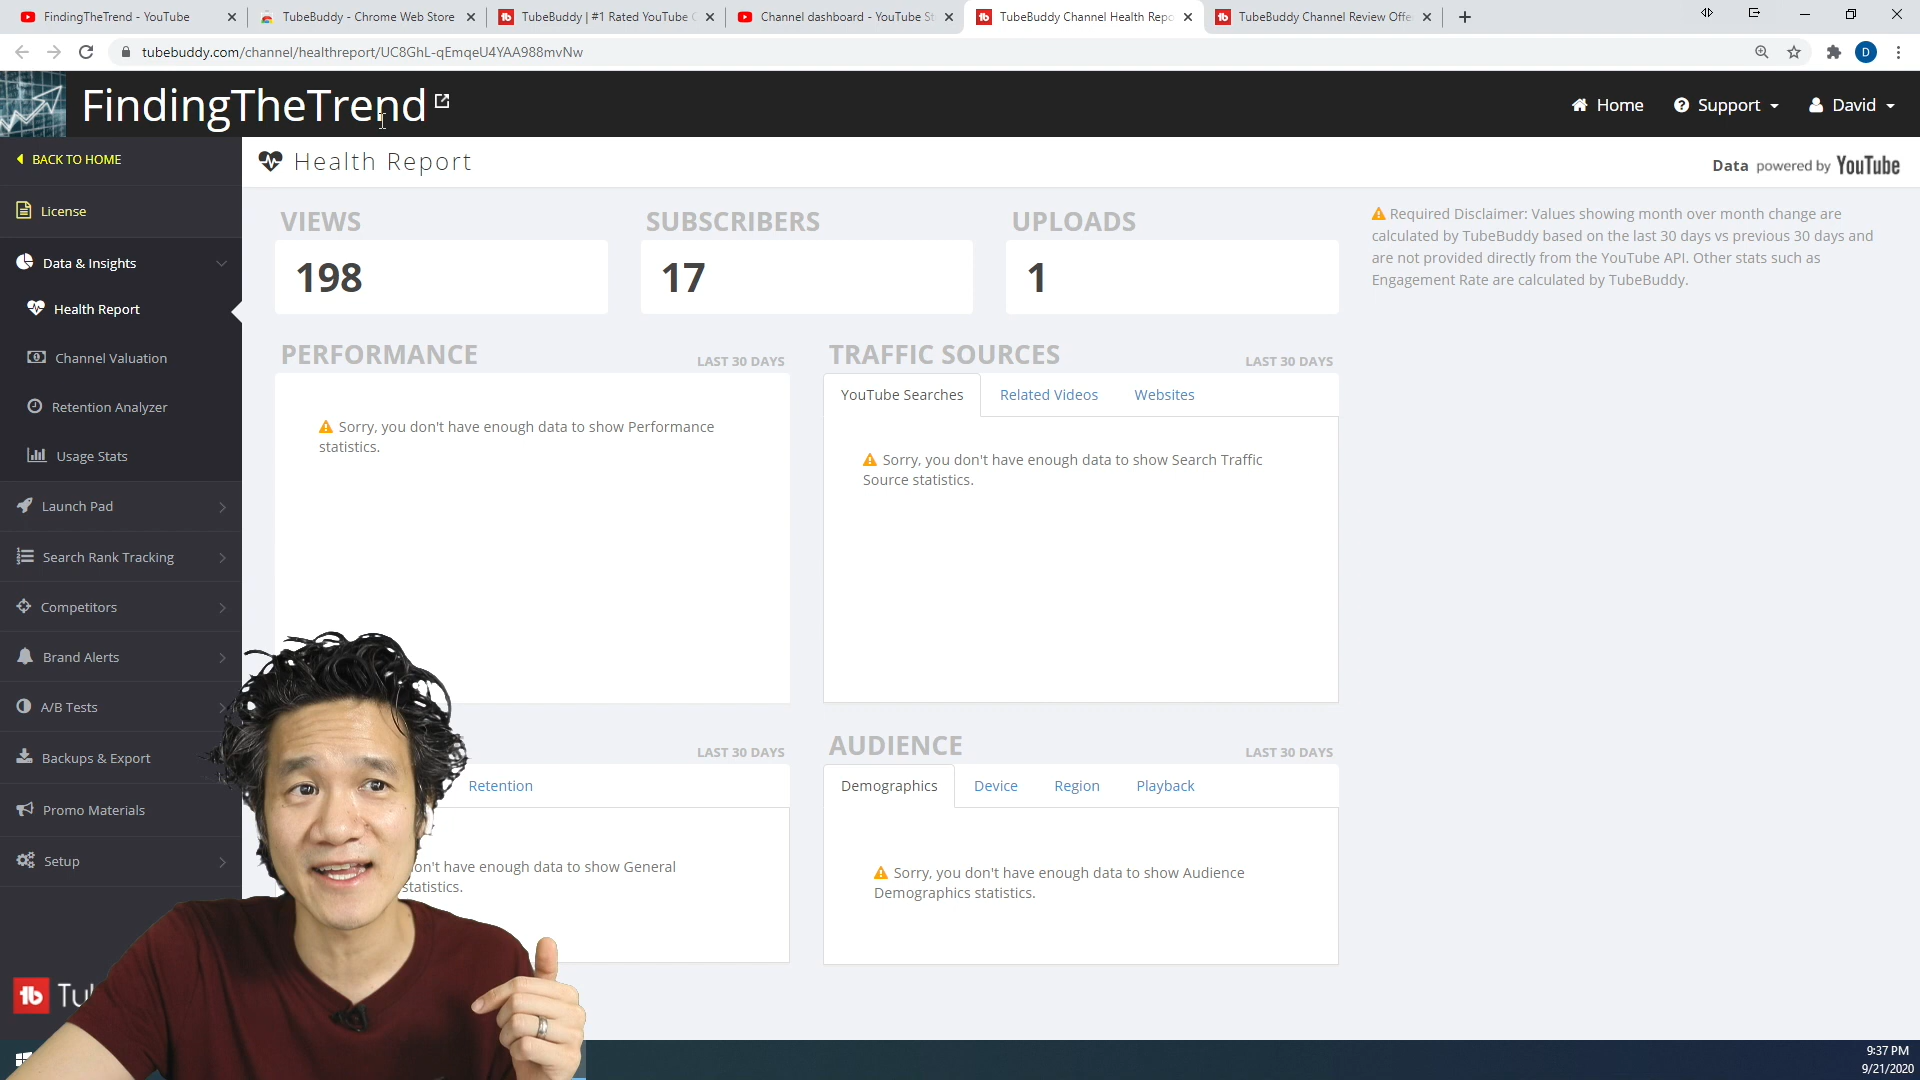 FindingTheTrend - YouTube
TubeBuddy - Chrome Web Store
TubeBuddy | #1 Rated YouTube
Channel dashboard - YouTube St
TubeBuddy Channel Health Repo
TubeBuddy Channel Review Offe
tubebuddy.com/channel/healthreport/UC8GhL-qEmqeU4YAA988mvNw
D
FindingTheTrend
Home
Support
David
BACK TO HOME
License
Data & Insights
Health Report
Channel Valuation
Retention Analyzer
Usage Stats
Launch Pad
Search Rank Tracking
Competitors
Brand Alerts
A/B Tests
Backups & Export
Promo Materials
Setup
Health Report
Data powered by YouTube
VIEWS
198
SUBSCRIBERS
17
UPLOADS
1
Required Disclaimer: Values showing month over month change are
calculated by TubeBuddy based on the last 30 days vs previous 30 days and
are not provided directly from the YouTube API. Other stats such as
Engagement Rate are calculated by TubeBuddy.
PERFORMANCE
LAST 30 DAYS
Sorry, you don't have enough data to show Performance
statistics.
TRAFFIC SOURCES
LAST 30 DAYS
YouTube Searches
Related Videos
Websites
Sorry, you don't have enough data to show Search Traffic
Source statistics.
LAST 30 DAYS
Retention
on't have enough data to show General
statistics.
AUDIENCE
LAST 30 DAYS
Demographics
Device
Region
Playback
Sorry, you don't have enough data to show Audience
Demographics statistics.
tb Tu
9:37 PM
9/21/2020